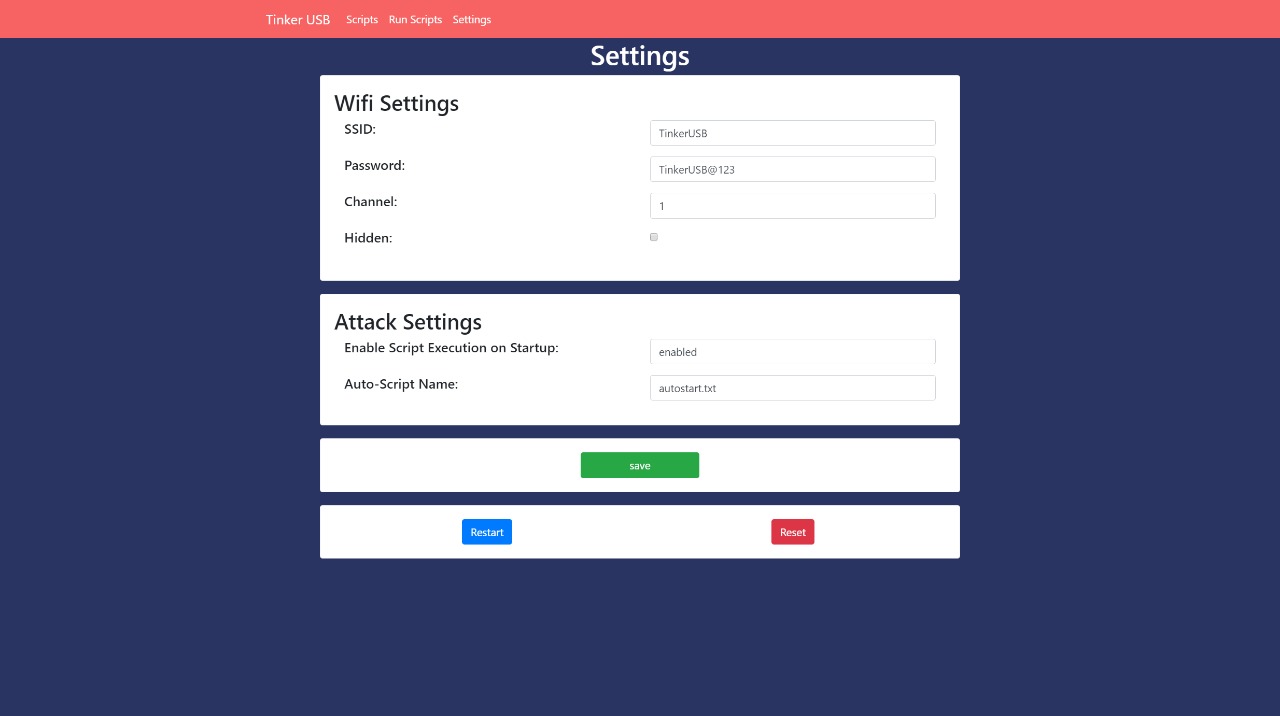 Tinker USB Scripts Run Scripts Settings
Settings
Wifi Settings
SSID: TinkerUSB
Password: TinkerUSB@123
Channel: 1
Hidden:
Attack Settings
Enable Script Execution on Startup: enabled
Auto-Script Name: autostart.txt
save
Restart Reset